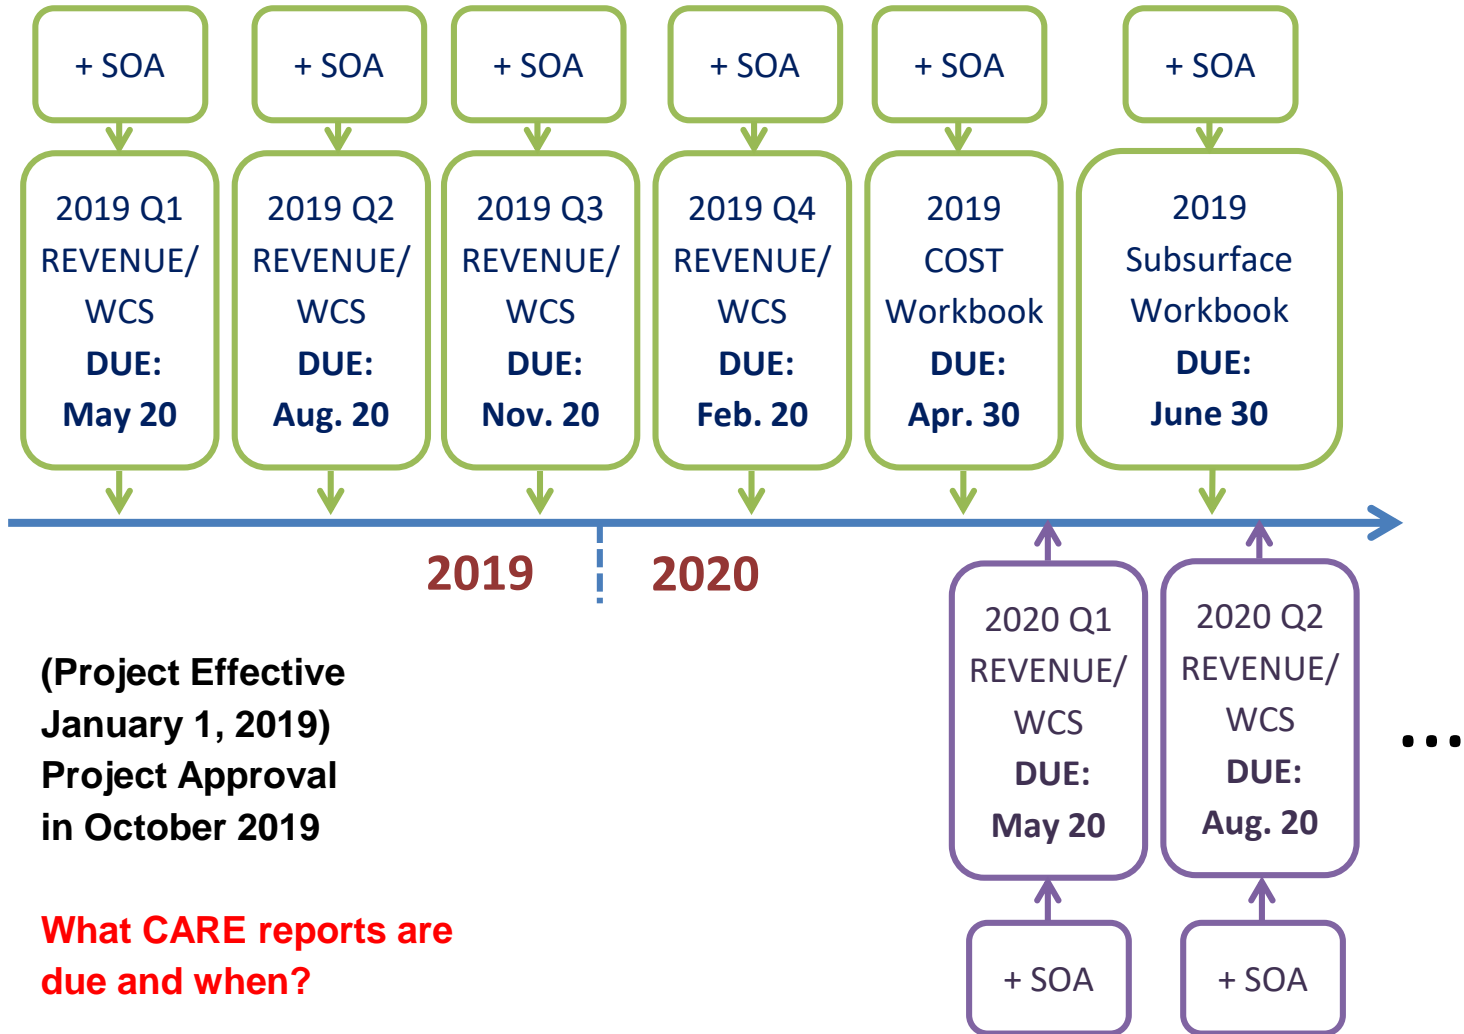 + SOA
+ SOA
+ SOA
+ SOA
+ SOA
+ SOA
2019 Q1
REVENUE/
WCS
DUE:
May 20
2019 Q2
REVENUE/
WCS
DUE:
Aug. 20
2019 Q3
REVENUE/
WCS
DUE:
Nov. 20
2019 Q4
REVENUE/
WCS
DUE:
Feb. 20
2019
COST
Workbook
DUE:
Apr. 30
2019
Subsurface
Workbook
DUE:
June 30
2019
2020
(Project Effective
January 1, 2019)
Project Approval
in October 2019
What CARE reports are
due and when?
2020 Q1
REVENUE/
WCS
DUE:
May 20
2020 Q2
REVENUE/
WCS
DUE:
Aug. 20
...
+ SOA
+ SOA